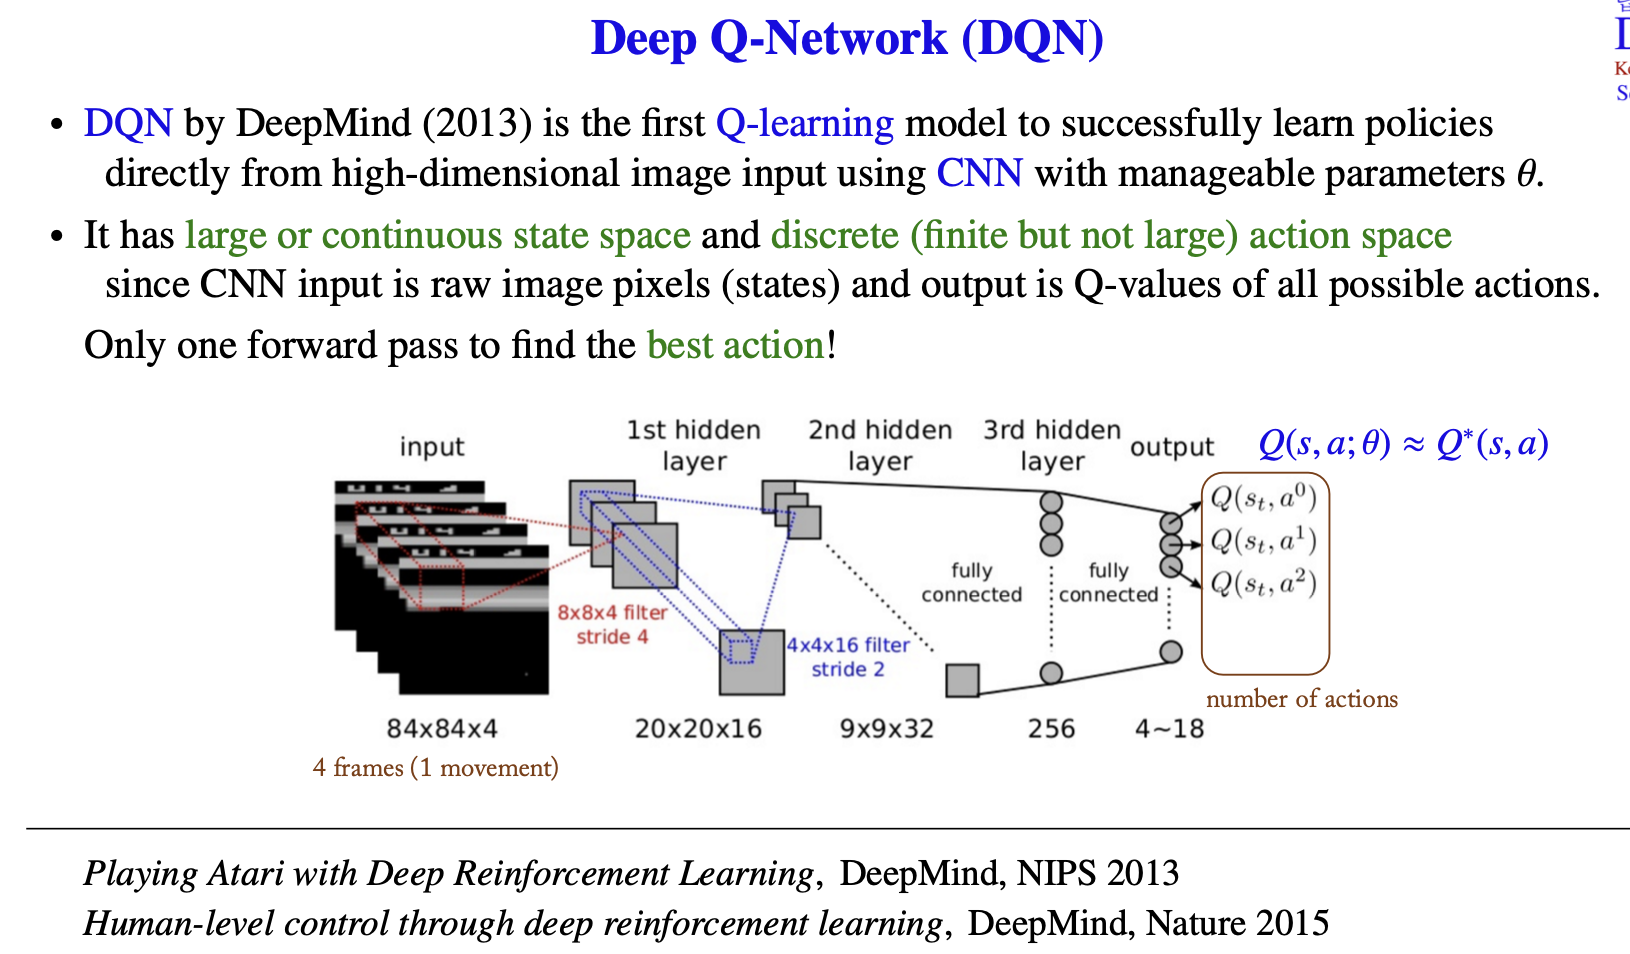 Deep Q-Network (DQN)
• DQN by DeepMind (2013) is the first Q-learning model to successfully learn policies
directly from high-dimensional image input using CNN with manageable parameters θ.
• It has large or continuous state space and discrete (finite but not large) action space
since CNN input is raw image pixels (states) and output is Q-values of all possible actions.
Only one forward pass to find the best action!
input
1st hidden
layer
2nd hidden
layer
3rd hidden
layer
output
Q(s, a; θ) ≈ Q*(s, a)
Q(s_t, a^0)
Q(s_t, a^1)
Q(s_t, a^2)
fully
connected
fully
connected
8x8x4 filter
stride 4
4x4x16 filter
stride 2
number of actions
84x84x4
20x20x16
9x9x32
256
4~18
4 frames (1 movement)
Playing Atari with Deep Reinforcement Learning, DeepMind, NIPS 2013
Human-level control through deep reinforcement learning, DeepMind, Nature 2015